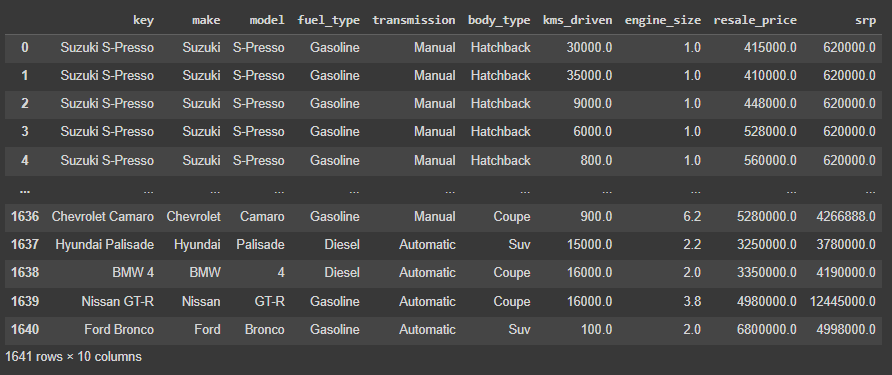 key make model fuel_type transmission body_type kms_driven engine_size resale_price srp
0 Suzuki S-Presso Suzuki S-Presso Gasoline Manual Hatchback 30000.0 1.0 415000.0 620000.0
1 Suzuki S-Presso Suzuki S-Presso Gasoline Manual Hatchback 35000.0 1.0 410000.0 620000.0
2 Suzuki S-Presso Suzuki S-Presso Gasoline Manual Hatchback 9000.0 1.0 448000.0 620000.0
3 Suzuki S-Presso Suzuki S-Presso Gasoline Manual Hatchback 6000.0 1.0 528000.0 620000.0
4 Suzuki S-Presso Suzuki S-Presso Gasoline Manual Hatchback 800.0 1.0 560000.0 620000.0
... ... ... ... ... ... ... ... ... ... ...
1636 Chevrolet Camaro Chevrolet Camaro Gasoline Manual Coupe 900.0 6.2 5280000.0 4266888.0
1637 Hyundai Palisade Hyundai Palisade Diesel Automatic Suv 15000.0 2.2 3250000.0 3780000.0
1638 BMW 4 BMW 4 Diesel Automatic Coupe 16000.0 2.0 3350000.0 4190000.0
1639 Nissan GT-R Nissan GT-R Gasoline Automatic Coupe 16000.0 3.8 4980000.0 12445000.0
1640 Ford Bronco Ford Bronco Gasoline Automatic Suv 100.0 2.0 6800000.0 4998000.0
1641 rows × 10 columns